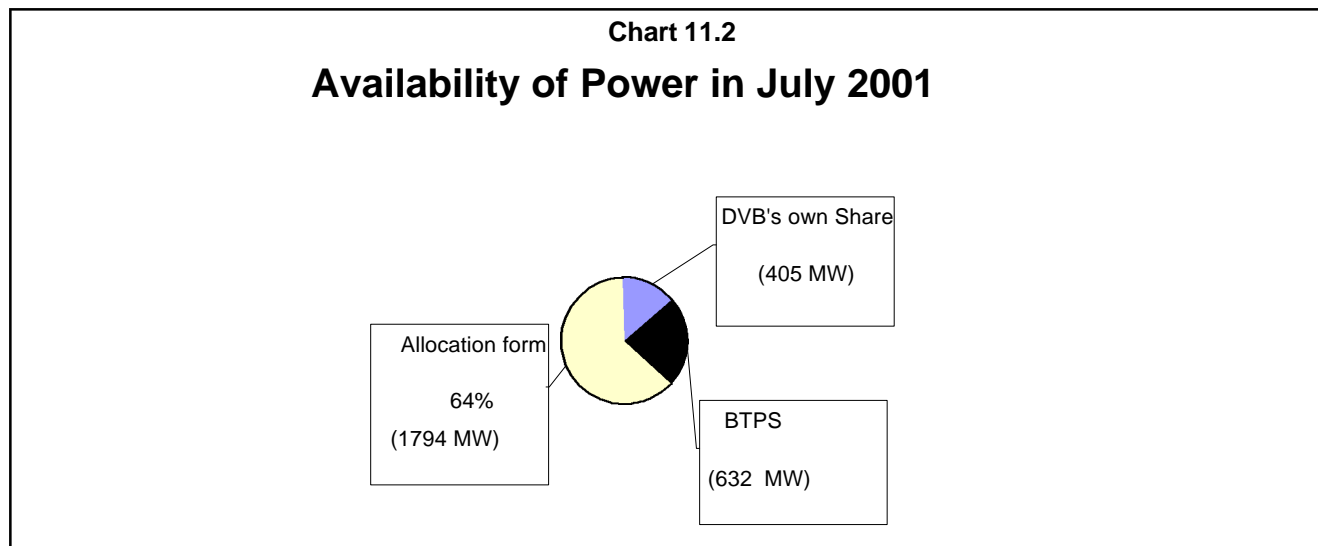 Chart 11.2
Availability of Power in July 2001
DVB's own Share
(405 MW)
Allocation form
64%
(1794 MW)
BTPS
(632 MW)